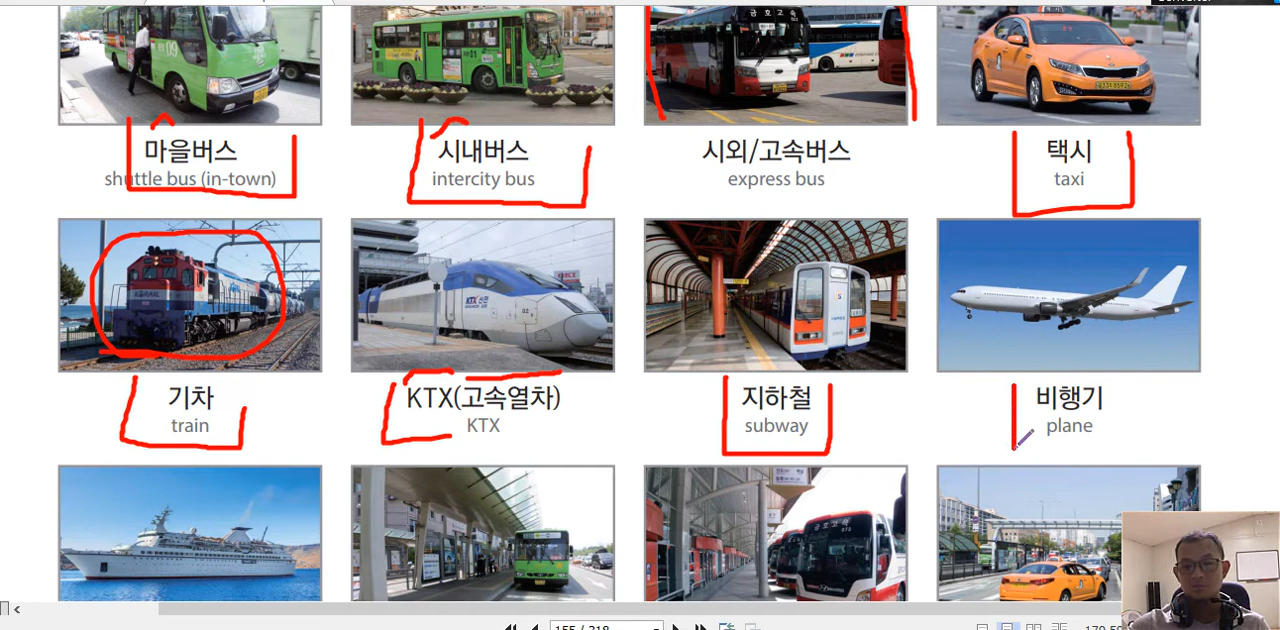 마을버스
shuttle bus (in-town)
시내버스
intercity bus
시외/고속버스
express bus
택시
taxi
기차
train
KTX(고속열차)
KTX
지하철
subway
비행기
plane